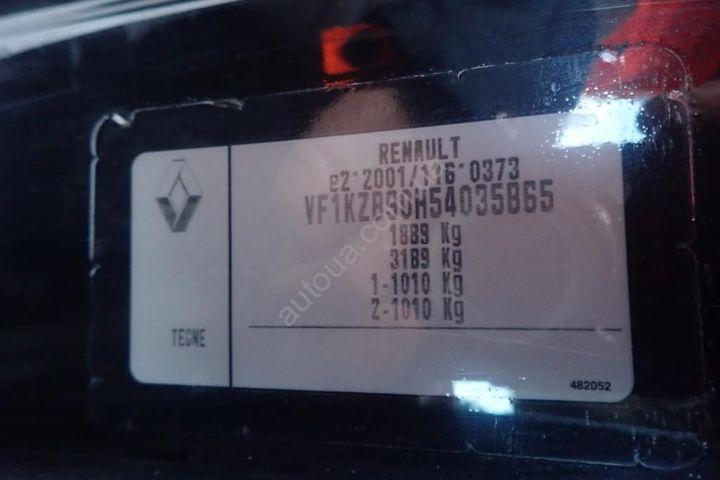 RENAULT
e2*2001/116*0373
VF1KZ890H54035865
1889 Kg
3189 Kg
1-1010 Kg
2-1010 Kg
TECNE
482052